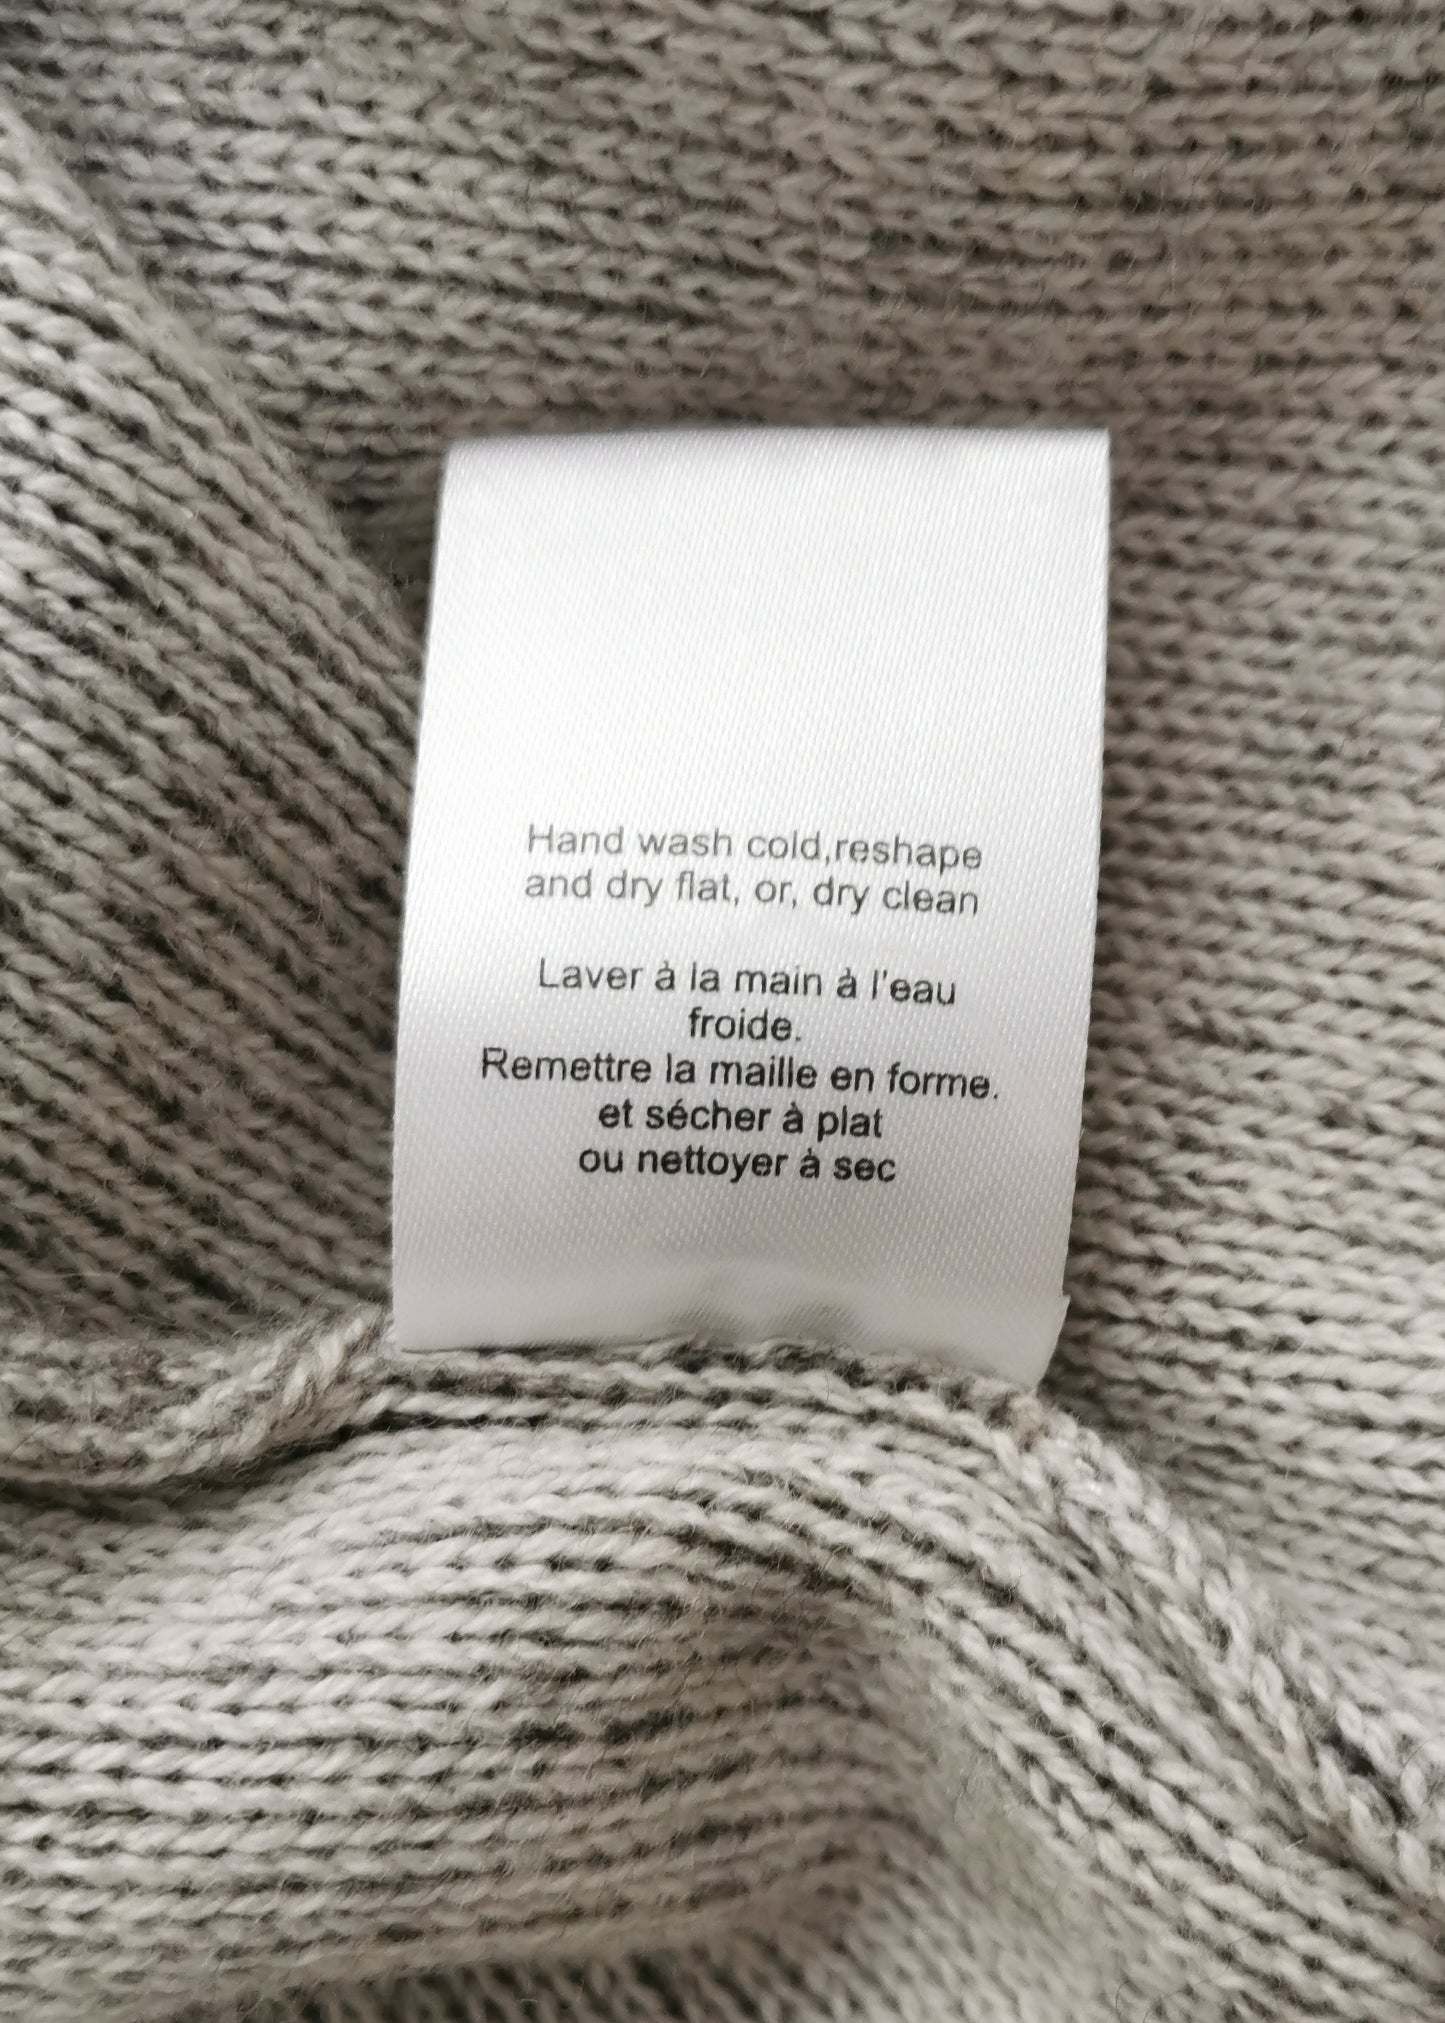 Hand wash cold,reshape
and dry flat, or, dry clean
Laver à la main à l'eau
froide.
Remettre la maille en forme.
et sécher à plat
ou nettoyer à sec